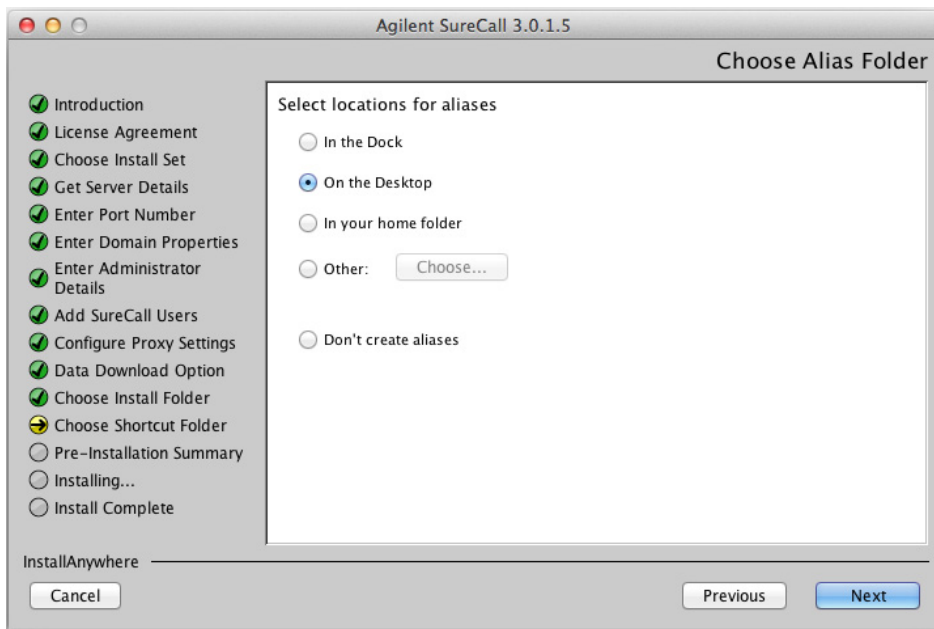 Agilent SureCall 3.0.1.5
Choose Alias Folder
Introduction
License Agreement
Choose Install Set
Get Server Details
Enter Port Number
Enter Domain Properties
Enter Administrator
Details
Add SureCall Users
Configure Proxy Settings
Data Download Option
Choose Install Folder
Choose Shortcut Folder
Pre-Installation Summary
Installing...
Install Complete
Select locations for aliases
In the Dock
On the Desktop
In your home folder
Other: Choose...
Don't create aliases
InstallAnywhere
Cancel Previous Next